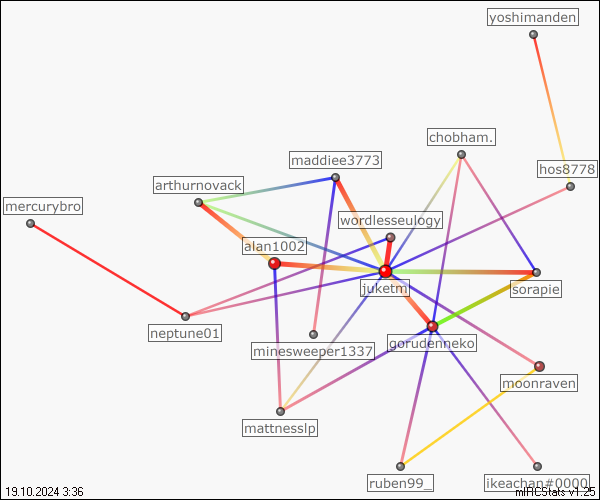 yoshimanden
chobham.
maddiee3773
hos8778
arthurnovack
mercurybro
wordlesseulogy
alan1002
juketm
sorapie
neptune01
gorudenneko
minesweeper1337
moonraven
mattnesslp
ruben99_
ikeachan#0000
19.10.2024 3:36
mIRCStats v1.25